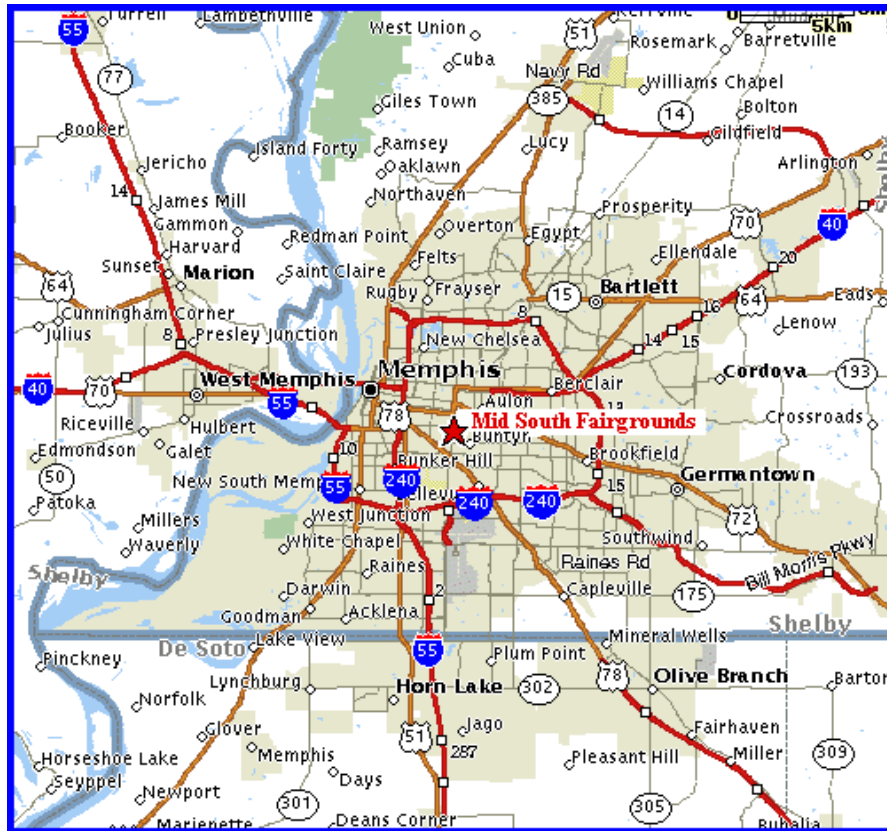 55
Turrell
Lambethville
West Union
51
Kerrville
Rosemark
5km
Barretville
Cuba
Navy Rd
77
385
Williams Chapel
Giles Town
Bolton
14
Booker
Island Forty
Ramsey
Lucy
Gildfield
Arlington
Jericho
Oaklawn
14
James Mill
Northaven
Prosperity
Shelby
Gammon
Redman Point
Overton
Egypt
70
40
Harvard
Felts
Ellendale
Sunset
Marion
Saint Claire
20
64
Rugby
Frayser
15
Bartlett
16
64
Eads
Cunningham Corner
8
Julius
8
Presley Junction
New Chelsea
14
15
Lenow
Memphis
Cordova
193
40
70
West Memphis
Berclair
55
Aulon
78
Mid South Fairgrounds
Crossroads
Riceville
Hulbert
Buntyn
Edmondson
Galet
10
Bunker Hill
Brookfield
50
New South Memp
55
240
15
Germantown
Patoka
240
240
Millers
West Junction
72
Waverly
White Chapel
Southwind
Shelby
Raines
Raines Rd
Bill Morris Pkwy
Darwin
2
Capleville
175
Goodman
Acklena
Shelby
De Soto
Lake View
55
Mineral Wells
Pinckney
Plum Point
78
Lynchburg
Horn Lake
302
Olive Branch
Barton
Norfolk
Glover
51
Jago
Fairhaven
Memphis
287
309
Horseshoe Lake
Pleasant Hill
Miller
Seyppel
Days
Newport
301
305
Marienette
Deans Corner
Ruhalia